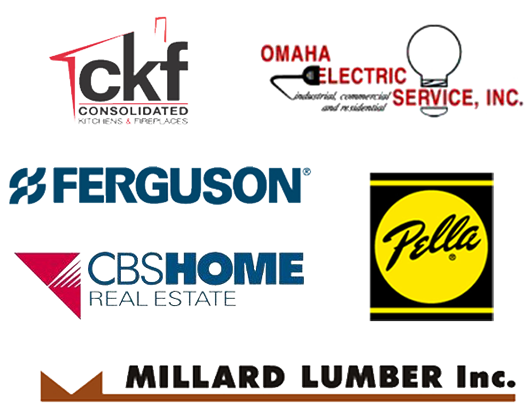 ckf
CONSOLIDATED
KITCHENS & FIREPLACES
OMAHA
ELECTRIC
industrial, commercial
and residential
SERVICE, INC.
FERGUSON®
Pella®
CBSHOME
REAL ESTATE
MILLARD LUMBER Inc.